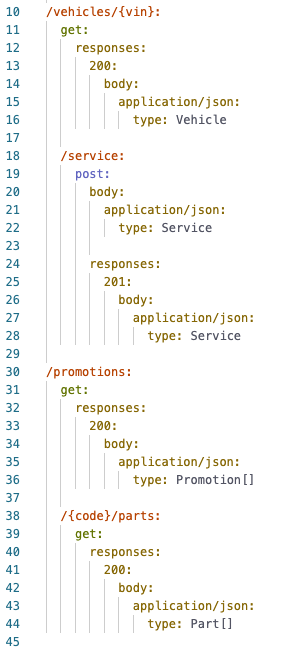 10 /vehicles/{vin}:
11   get:
12     responses:
13       200:
14         body:
15           application/json:
16             type: Vehicle
17
18   /service:
19     post:
20       body:
21         application/json:
22           type: Service
23
24       responses:
25         201:
26           body:
27             application/json:
28               type: Service
29
30 /promotions:
31   get:
32     responses:
33       200:
34         body:
35           application/json:
36             type: Promotion[]
37
38   /{code}/parts:
39     get:
40       responses:
41         200:
42           body:
43             application/json:
44               type: Part[]
45